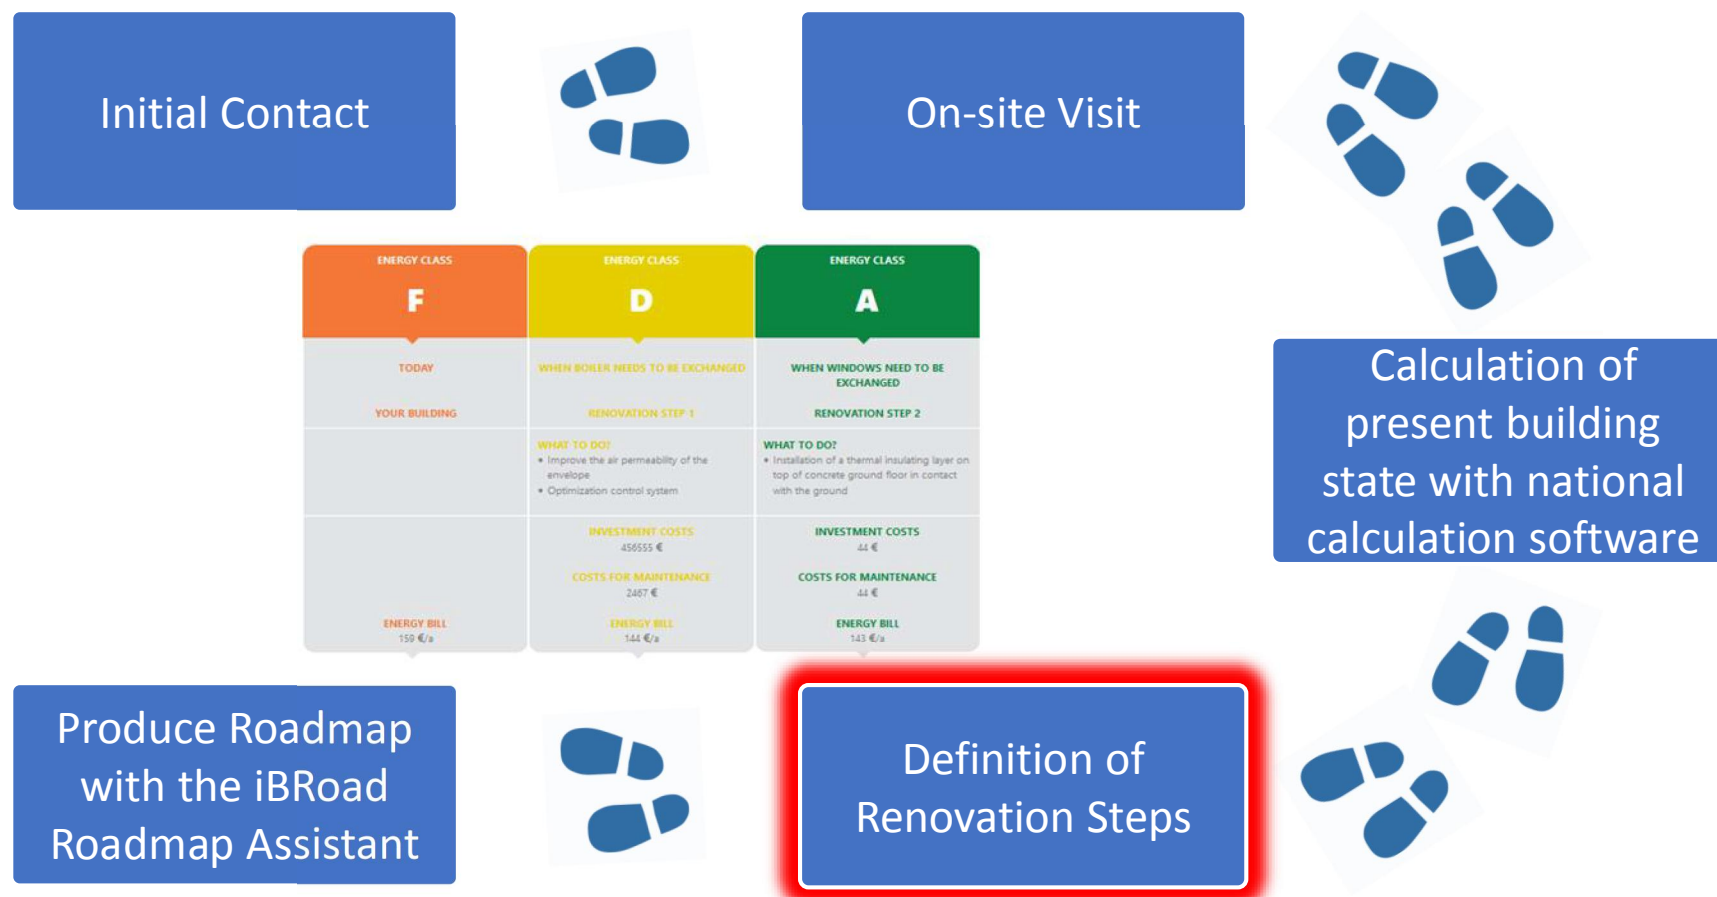 Initial Contact
On-site Visit
ENERGY CLASS
F
ENERGY CLASS
D
ENERGY CLASS
A
TODAY
WHEN BOILER NEEDS TO BE EXCHANGED
WHEN WINDOWS NEED TO BE
EXCHANGED
YOUR BUILDING
RENOVATION STEP 1
RENOVATION STEP 2
WHAT TO DO?
• Improve the air permeability of the
envelope
• Optimization control system
WHAT TO DO?
• Installation of a thermal insulating layer on
top of concrete ground floor in contact
with the ground
INVESTMENT COSTS
456555 €
INVESTMENT COSTS
44 €
COSTS FOR MAINTENANCE
2467 €
COSTS FOR MAINTENANCE
44 €
ENERGY BILL
159 €/a
ENERGY BILL
144 €/a
ENERGY BILL
143 €/a
Calculation of
present building
state with national
calculation software
Definition of
Renovation Steps
Produce Roadmap
with the iBRoad
Roadmap Assistant